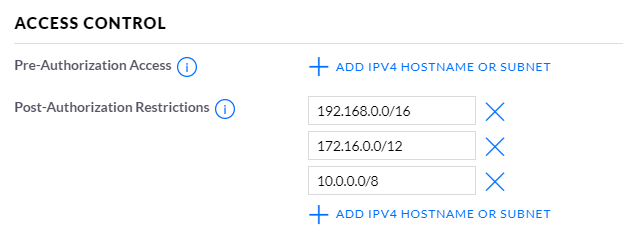 ACCESS CONTROL
Pre-Authorization Access ADD IPV4 HOSTNAME OR SUBNET
Post-Authorization Restrictions 192.168.0.0/16
172.16.0.0/12
10.0.0.0/8
ADD IPV4 HOSTNAME OR SUBNET